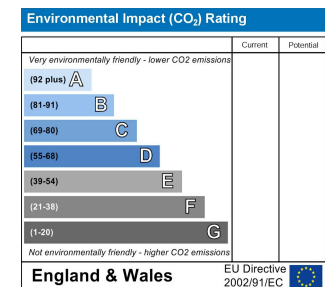 Environmental Impact (CO₂) Rating
Current Potential
Very environmentally friendly - lower CO2 emissions
(92 plus) A
(81-91) B
(69-80) C
(55-68) D
(39-54) E
(21-38) F
(1-20) G
Not environmentally friendly - higher CO2 emissions
England & Wales
EU Directive
2002/91/EC